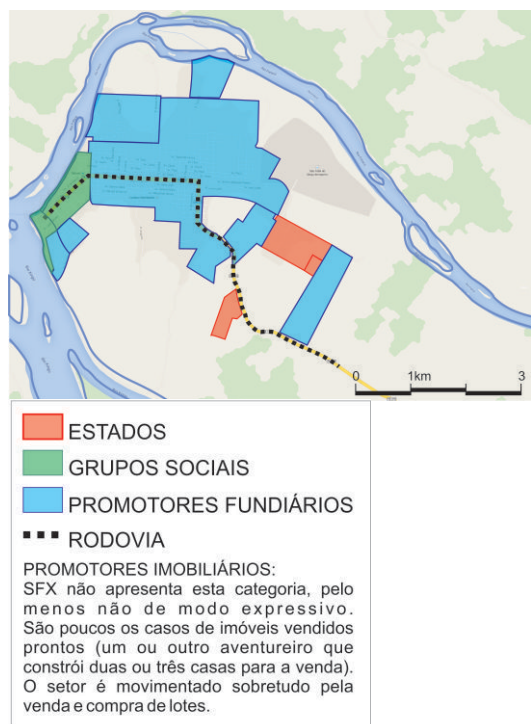 0 1km 3
ESTADOS
GRUPOS SOCIAIS
PROMOTORES FUNDIÁRIOS
RODOVIA
PROMOTORES IMOBILIÁRIOS:
SFX não apresenta esta categoria, pelo
menos não de modo expressivo.
São poucos os casos de imóveis vendidos
prontos (um ou outro aventureiro que
constrói duas ou três casas para a venda).
O setor é movimentado sobretudo pela
venda e compra de lotes.